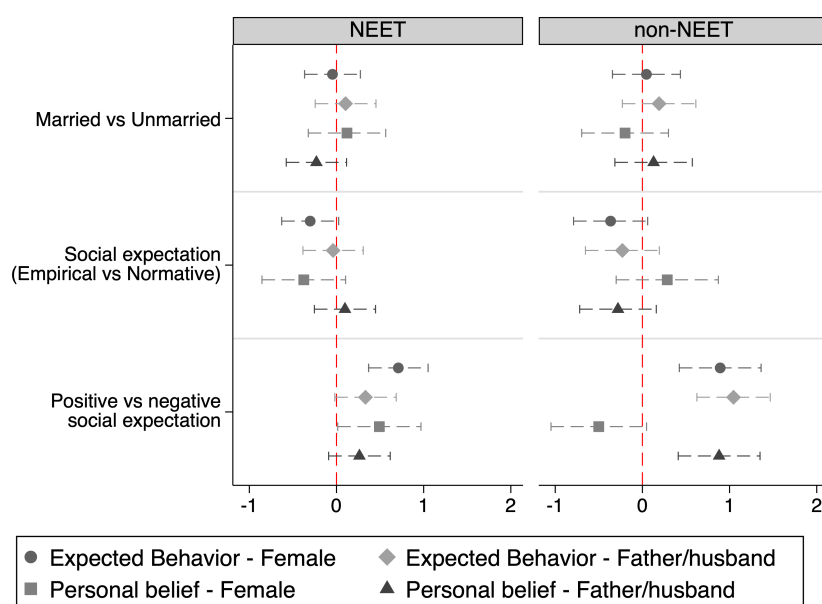 NEET
non-NEET
Married vs Unmarried
Social expectation
(Empirical vs Normative)
Positive vs negative
social expectation
-1 0 1 2
-1 0 1 2
Expected Behavior - Female
Expected Behavior - Father/husband
Personal belief - Female
Personal belief - Father/husband